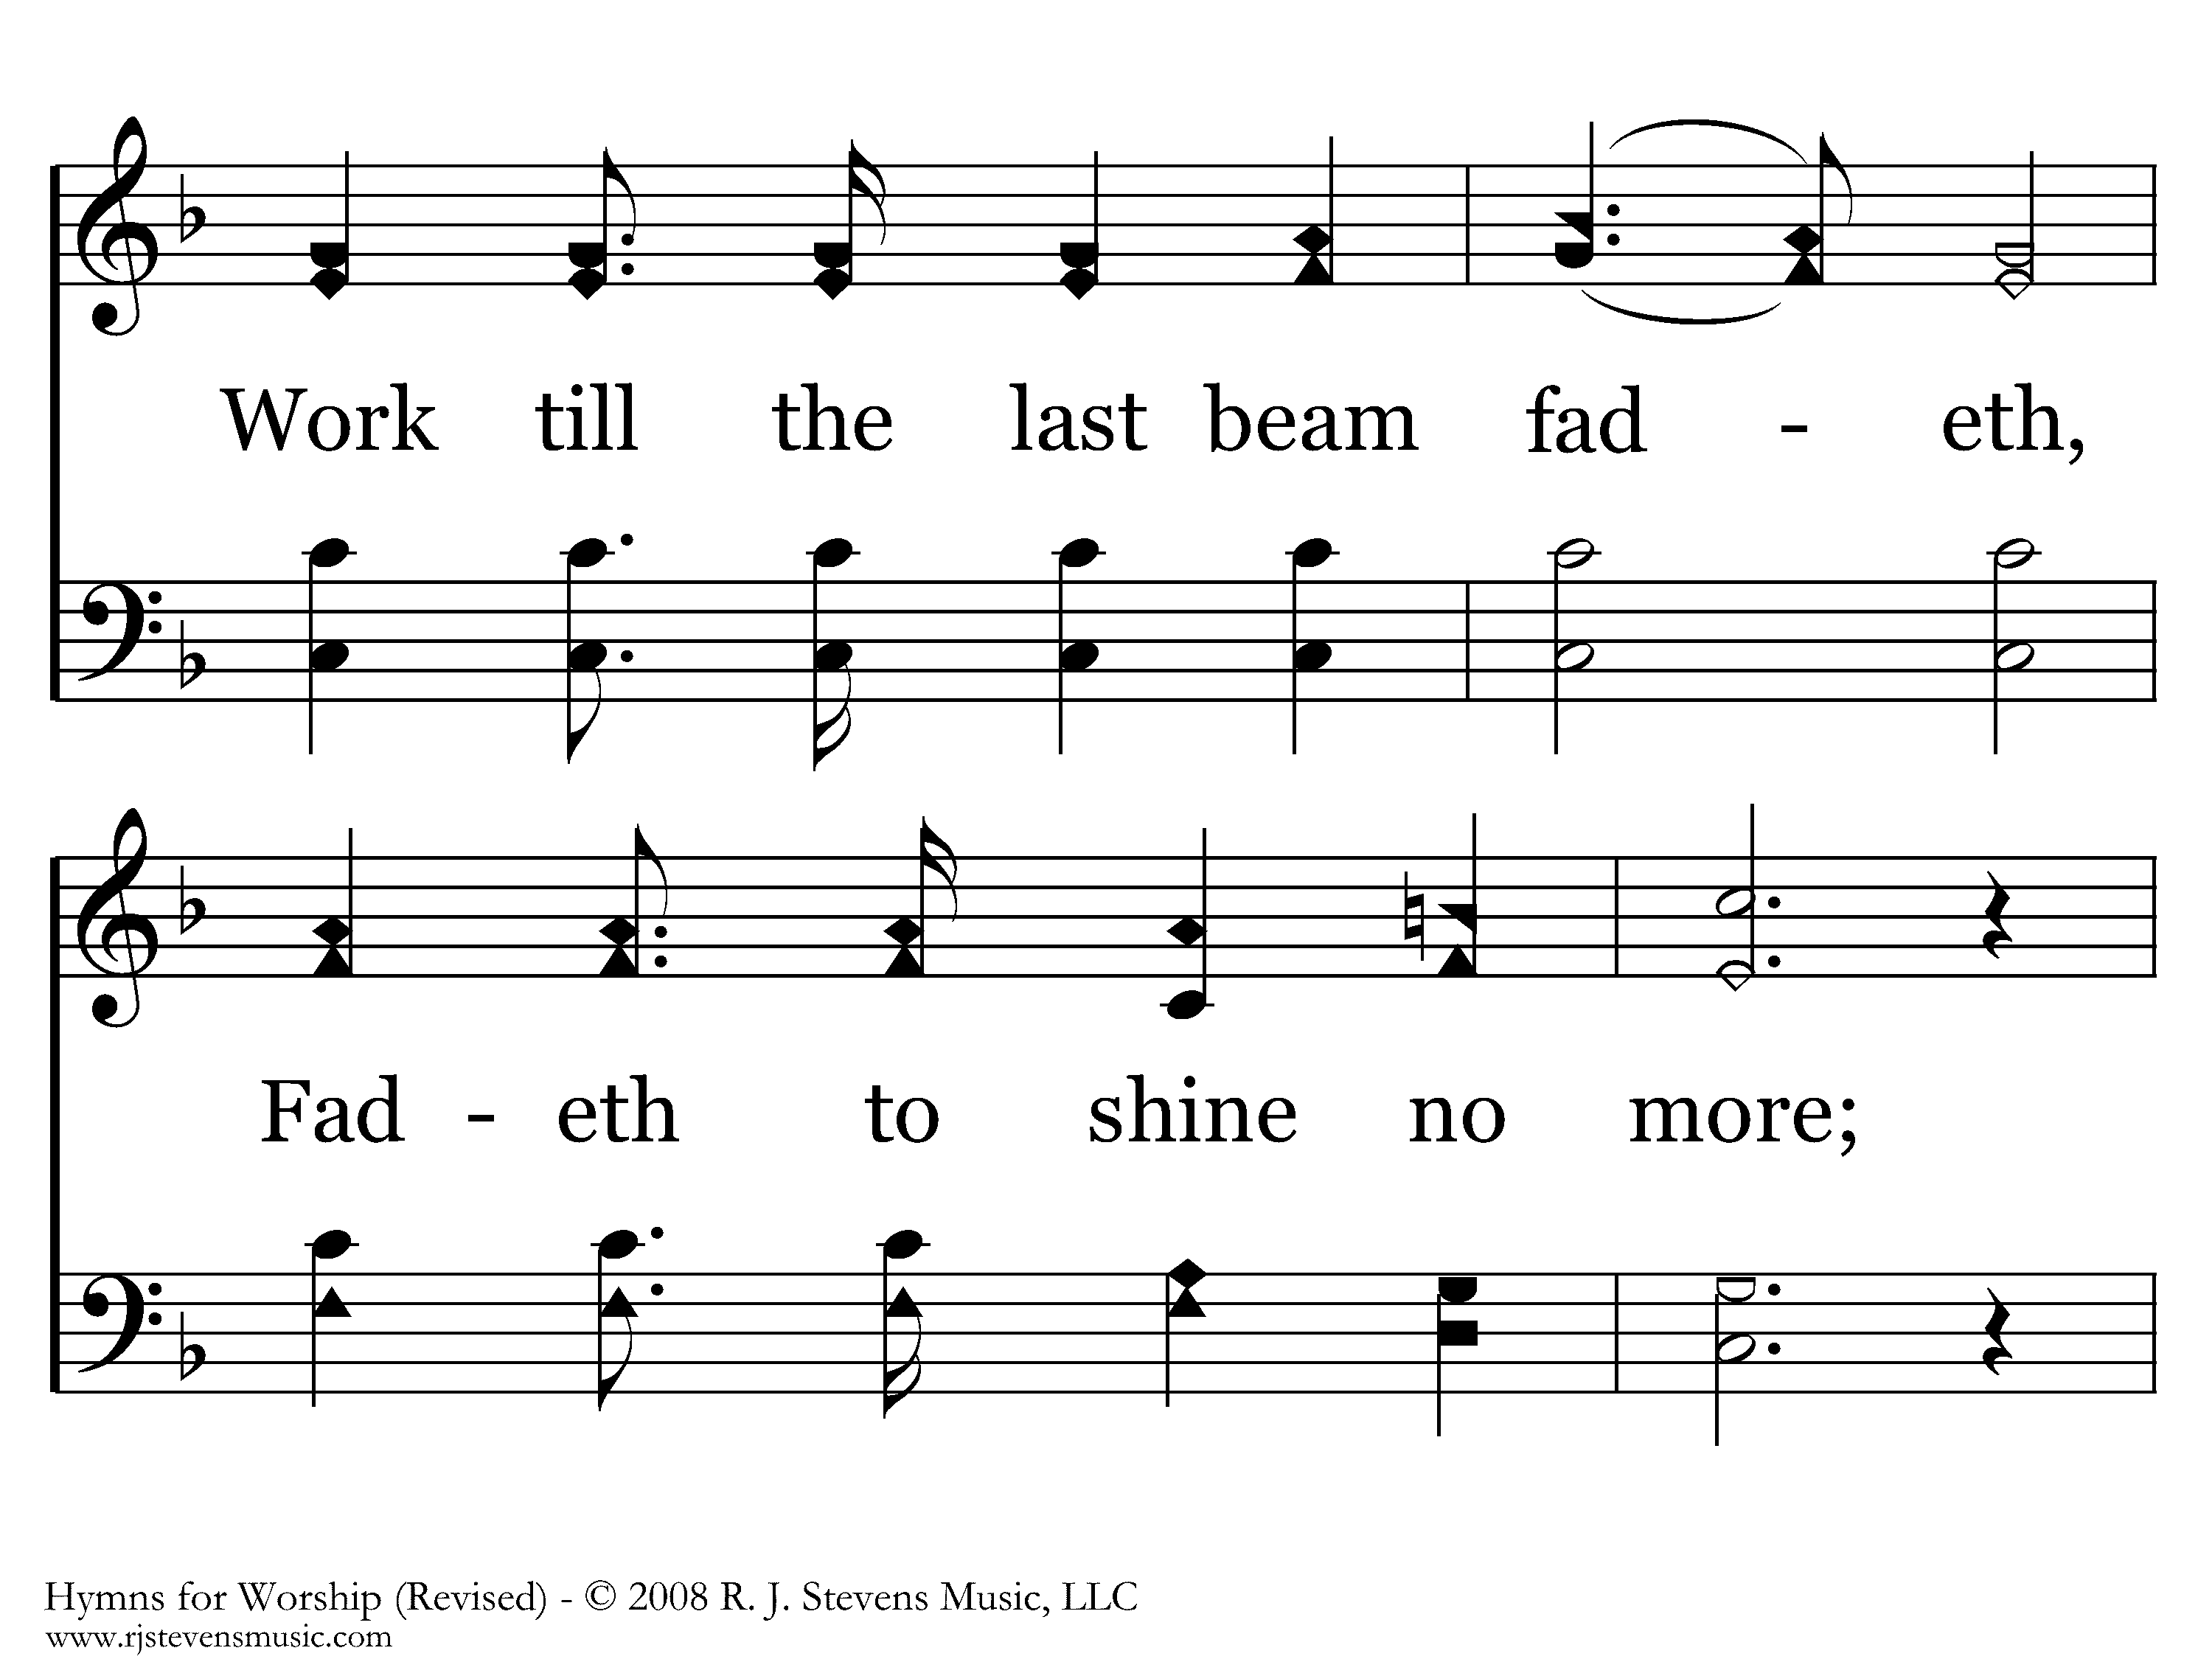 Work till the last beam fad - eth,
Fad - eth to shine no more;
Hymns for Worship (Revised) - © 2008 R. J. Stevens Music, LLC
www.rjstevensmusic.com